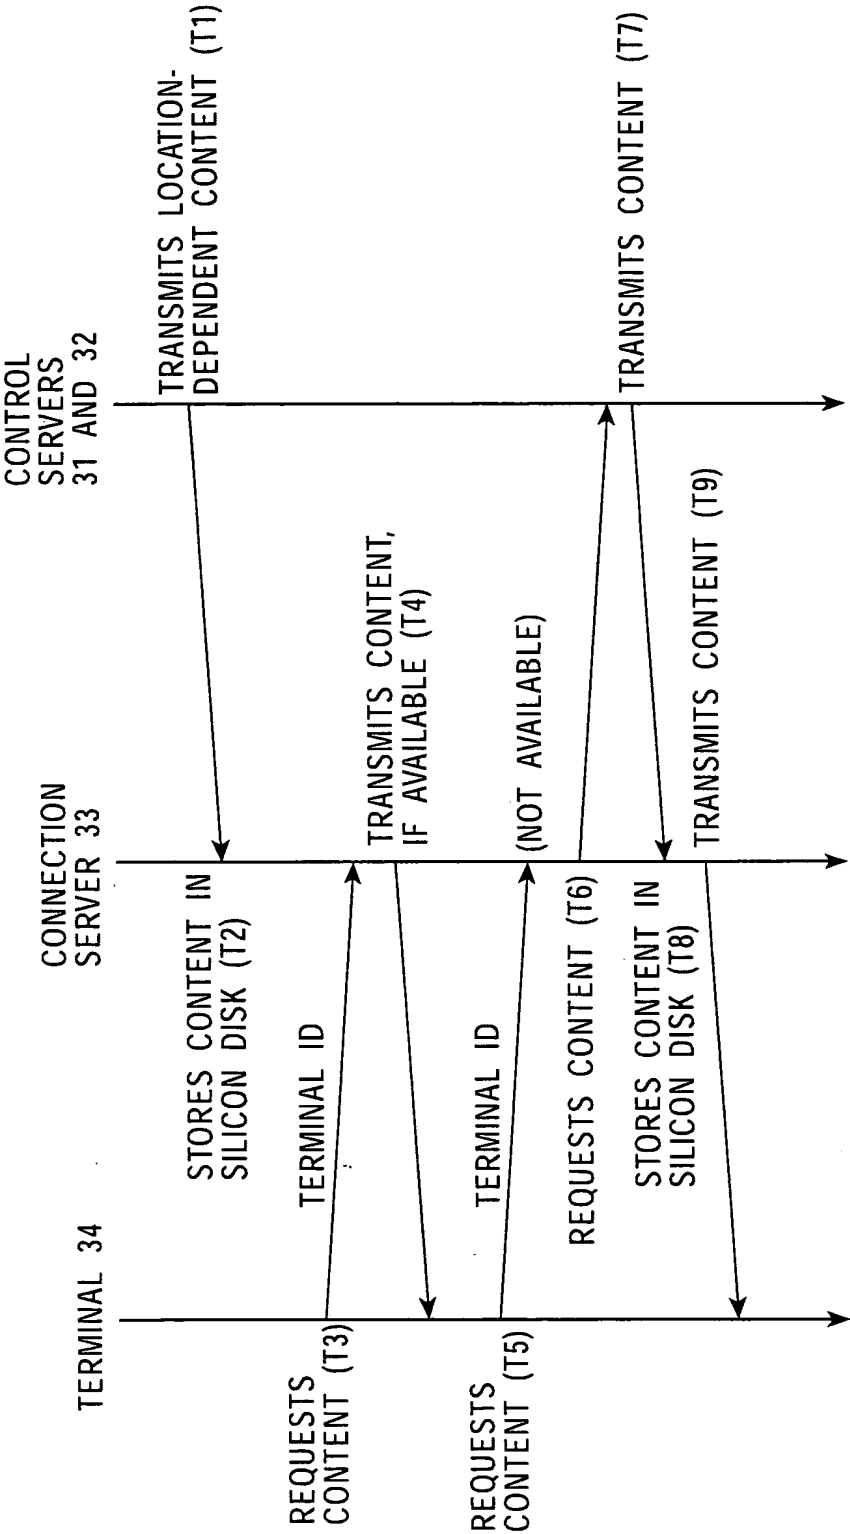 TERMINAL 34
CONNECTION
SERVER 33
CONTROL
SERVERS
31 AND 32
TRANSMITS LOCATION-
DEPENDENT CONTENT (T1)
STORES CONTENT IN
SILICON DISK (T2)
REQUESTS
CONTENT (T3)
TERMINAL ID
TRANSMITS CONTENT,
IF AVAILABLE (T4)
REQUESTS
CONTENT (T5)
TERMINAL ID
(NOT AVAILABLE)
REQUESTS CONTENT (T6)
TRANSMITS CONTENT (T7)
STORES CONTENT IN
SILICON DISK (T8)
TRANSMITS CONTENT (T9)